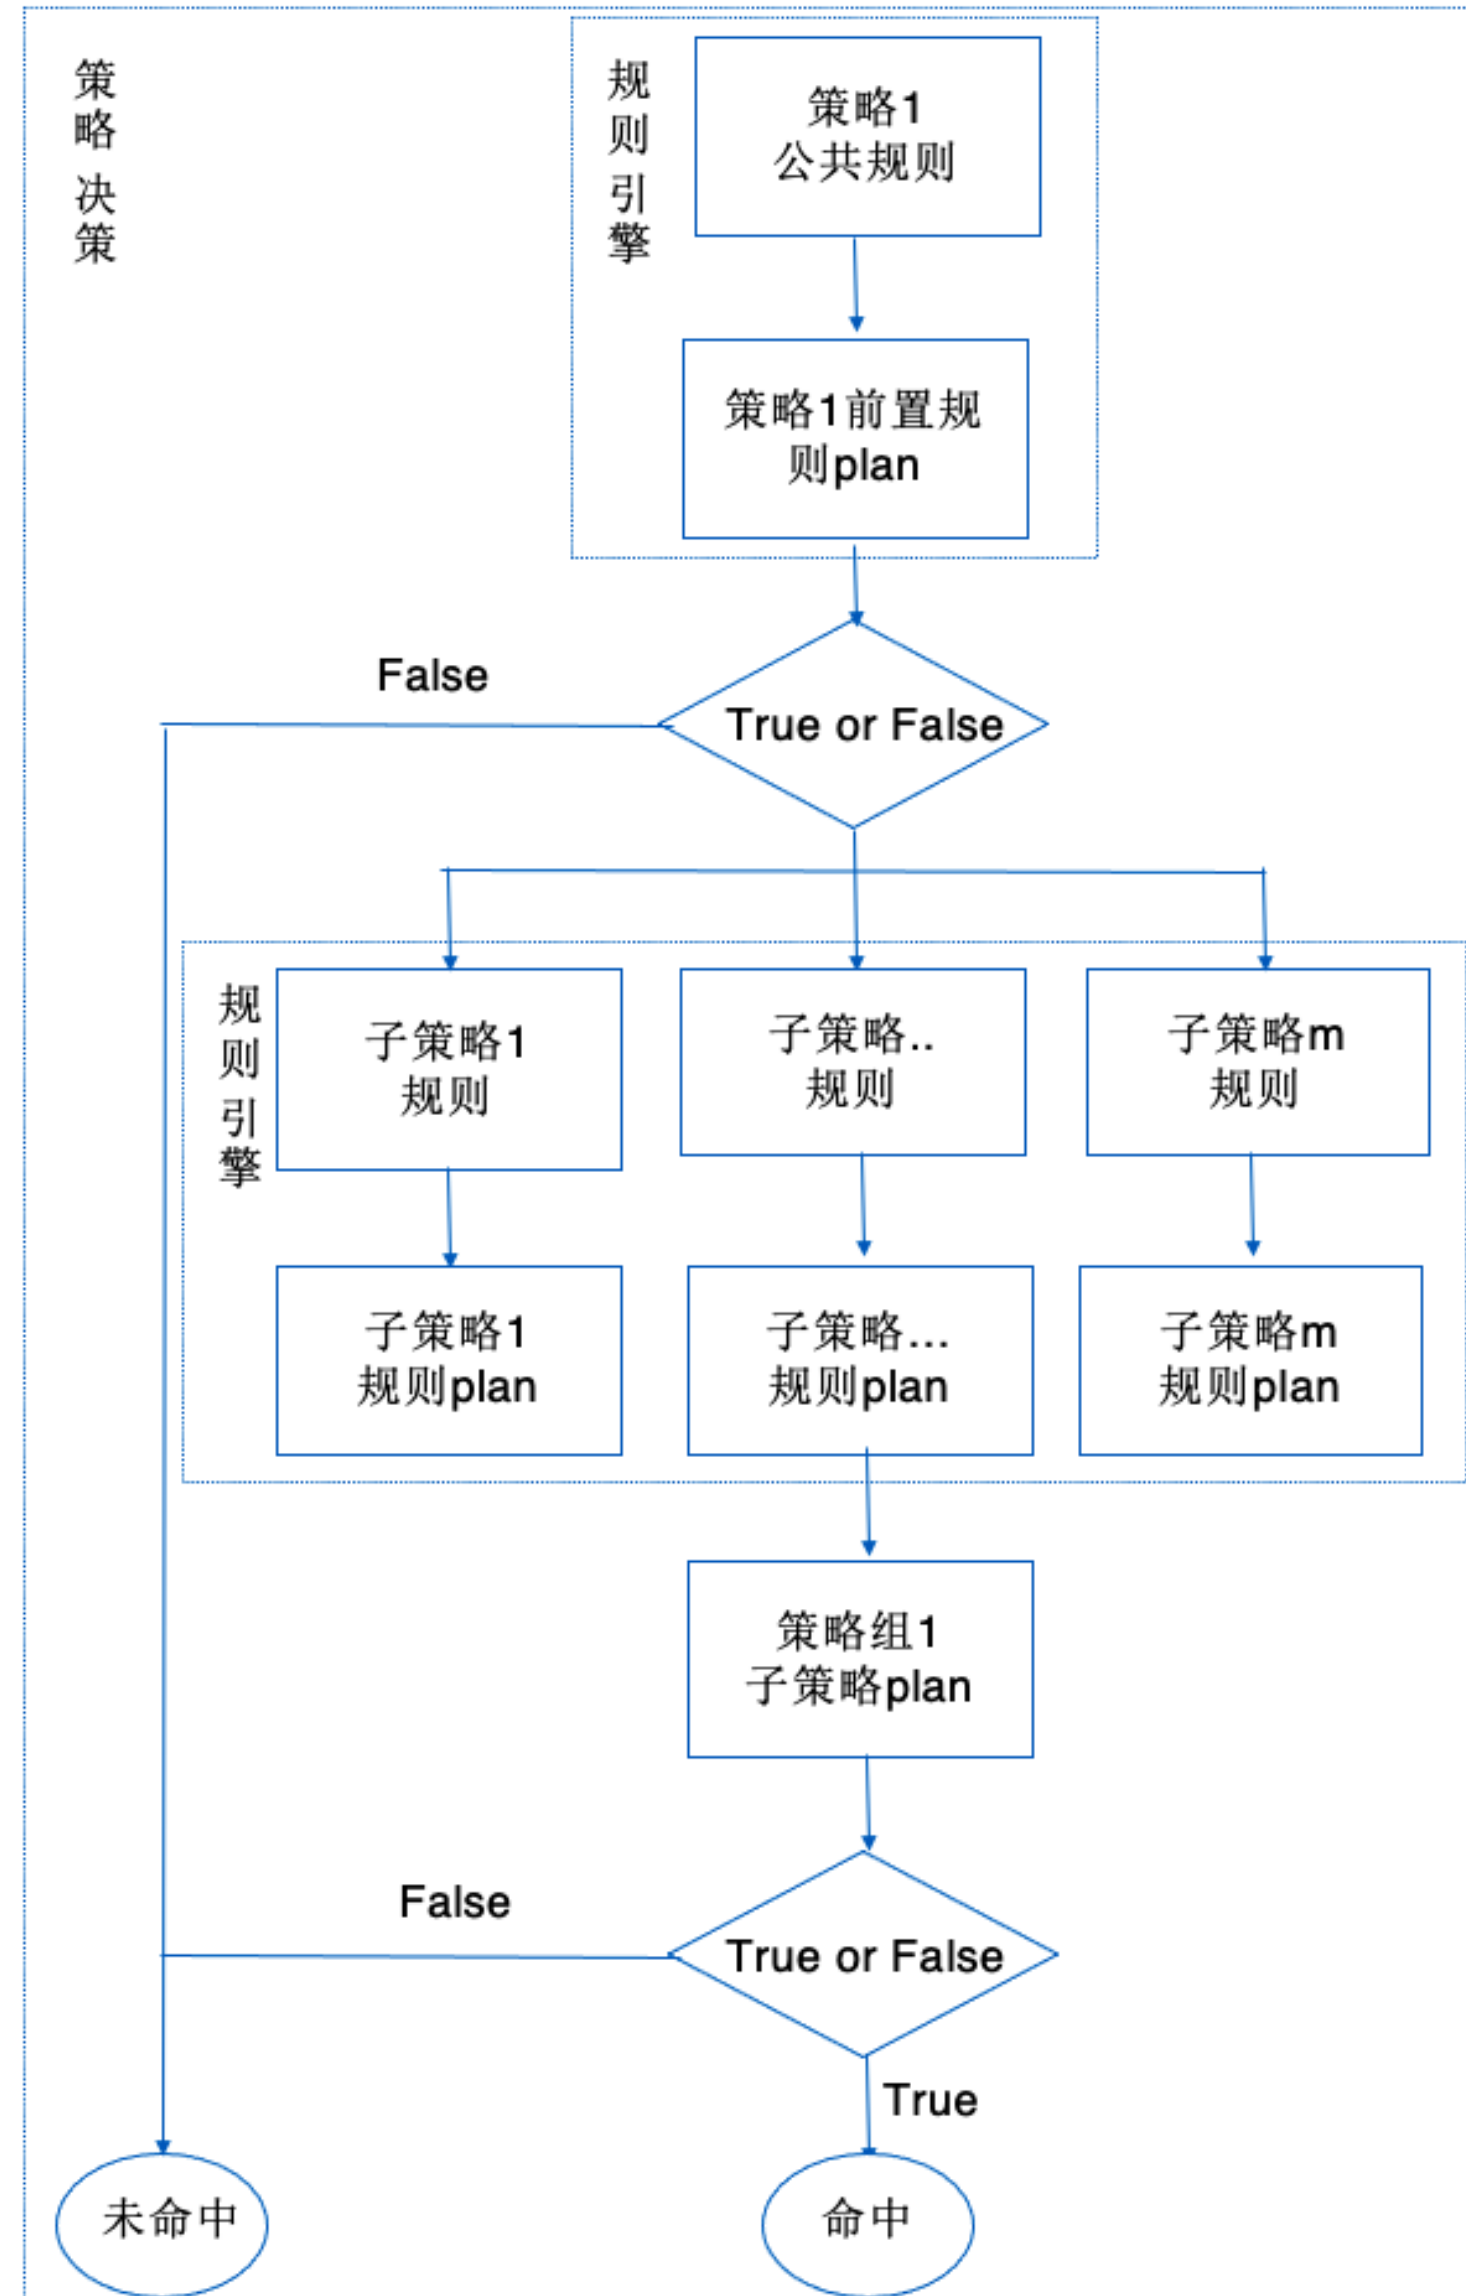 策略决策
规则引擎
策略1
公共规则
策略1前置规
则plan
False
True or False
规则引擎
子策略1
规则
子策略..
规则
子策略m
规则
子策略1
规则plan
子策略...
规则plan
子策略m
规则plan
策略组1
子策略plan
False
True or False
True
未命中
命中